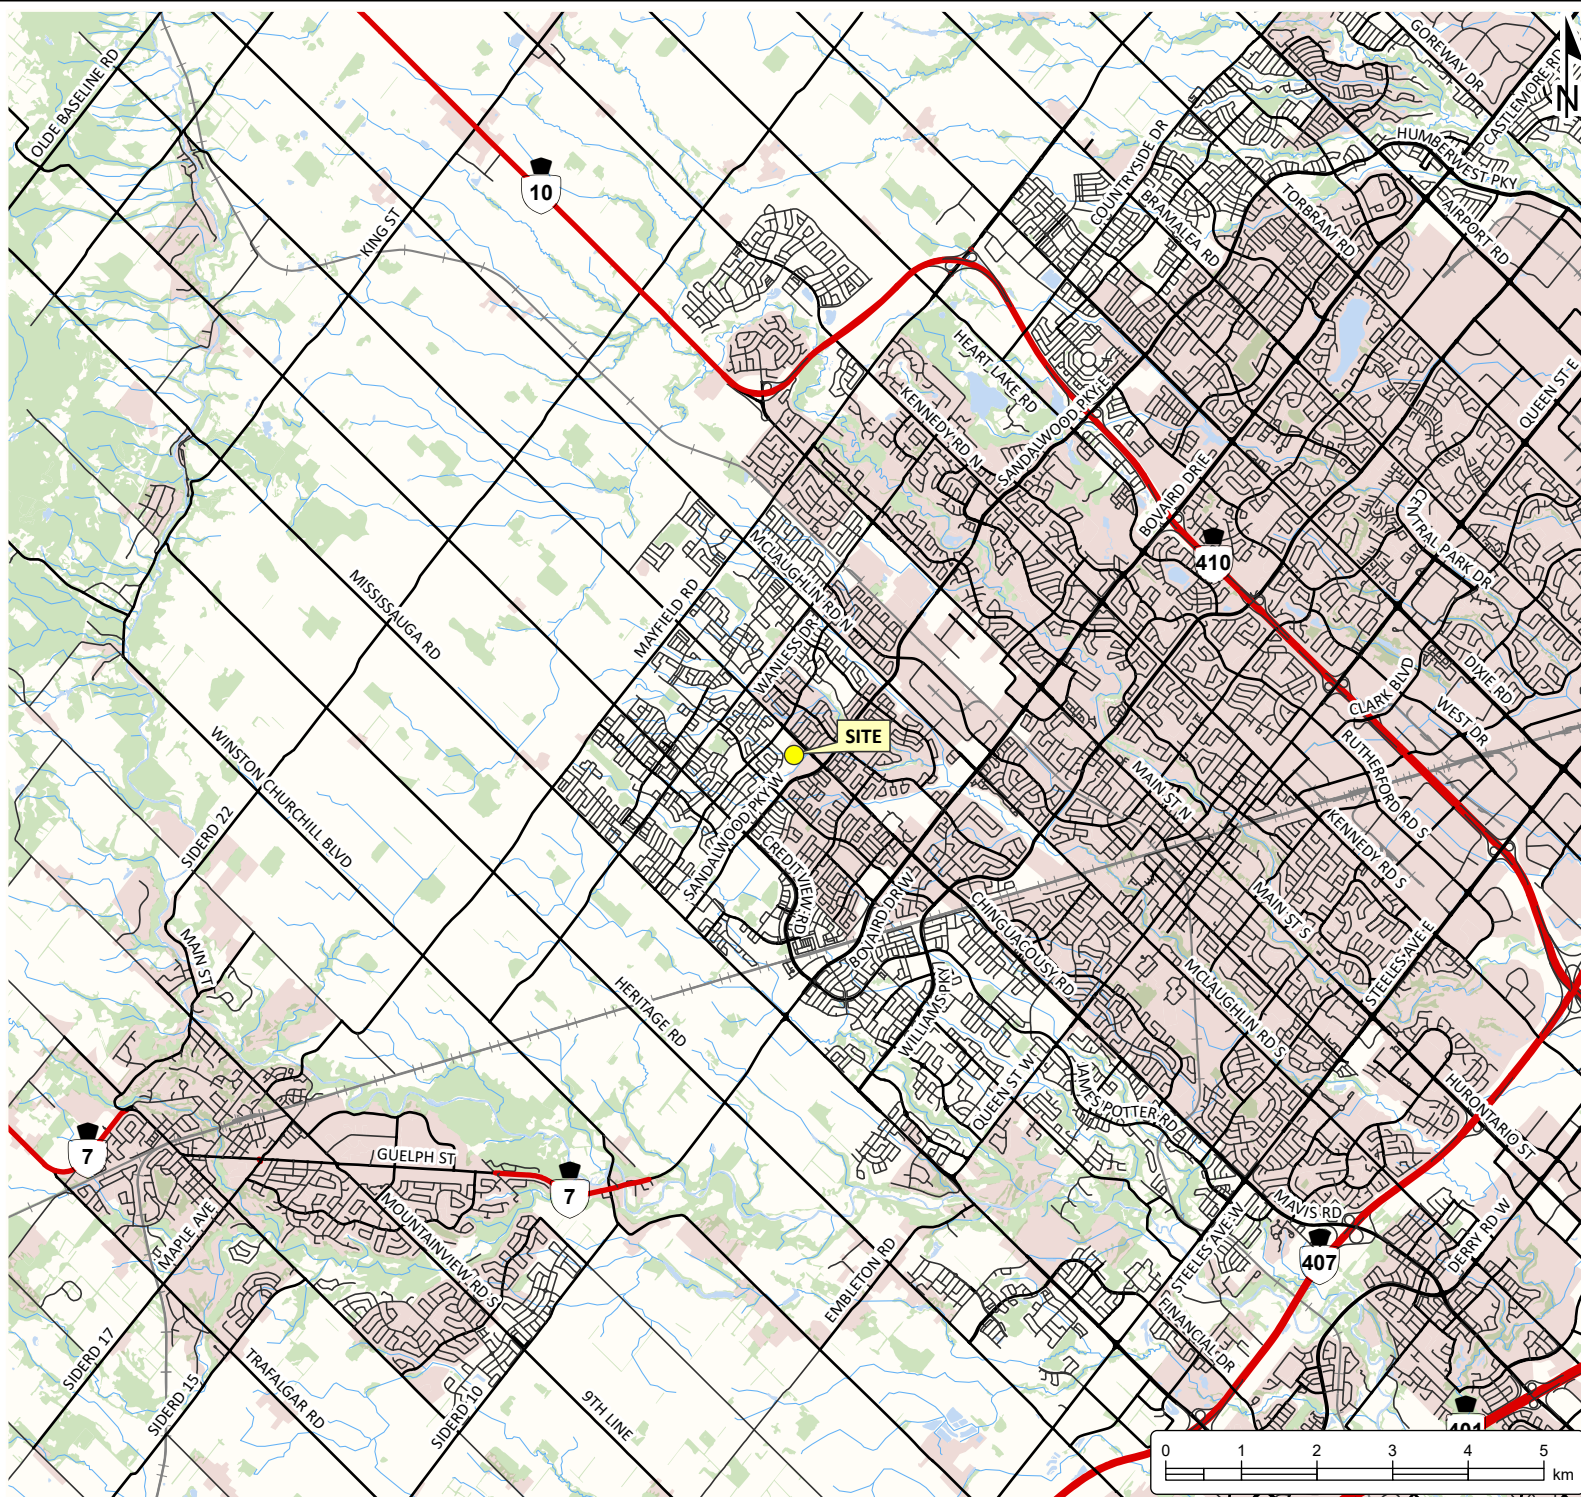 GOREWAY DR
CASTLEMORE RD
N
OLDE BASELINE RD
HUMBERWEST PKY
COUNTRYSIDE DR
BRAMALEA RD
TORBRAM RD
AIRPORT RD
10
KING ST
HEART LAKE RD
KENNEDY RD N
SANDALWOOD PKY E
QUEEN ST E
BOVAIRD DR E
CENTRAL PARK DR
410
MCLAUGHLIN RD N
MAYFIELD RD
MISSISSAUGA RD
WANLESS DR
DIXIE RD
CLARK BLVD
WEST DR
SITE
WINSTON CHURCHILL BLVD
RUTHERFORD RD S
MAIN ST N
SANDALWOOD PKY W
SIDERD 22
KENNEDY RD S
CREDITVIEW RD
MAIN ST S
BOVAIRD DR W
CHINGUACOUSY RD
STEELES AVE E
MAIN ST
HERITAGE RD
MCLAUGHLIN RD S
WILLIAMS PKY
QUEEN ST W
JAMES POTTER RD
HURONTARIO ST
7
GUELPH ST
7
MAPLE AVE
MOUNTAINVIEW RD S
MAVIS RD
STEELES AVE W
DERRY RD W
407
EMBLETON RD
FINANCIAL DR
SIDERD 17
SIDERD 15
TRAFALGAR RD
SIDERD 10
9TH LINE
401
0 1 2 3 4 5
km